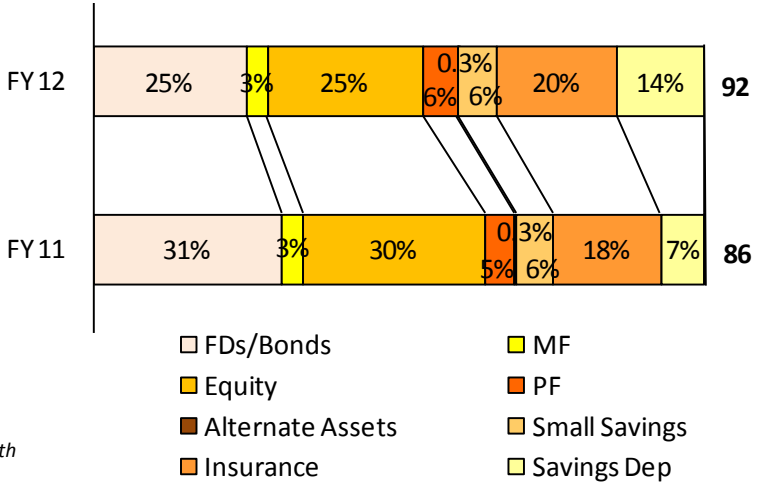 FY 12
25%
3%
25%
0.3%
6%
6%
20%
14%
92
FY 11
31%
3%
30%
0.3%
5%
6%
18%
7%
86
FDs/Bonds
MF
Equity
PF
Alternate Assets
Small Savings
th
Insurance
Savings Dep